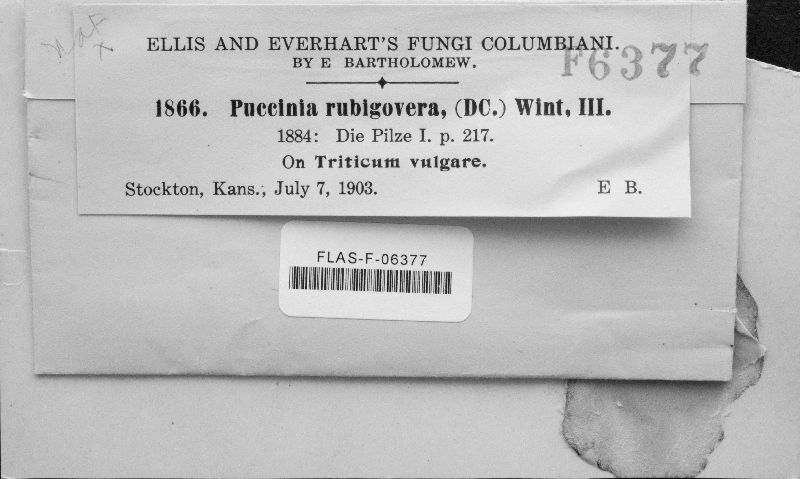 ELLIS AND EVERHART'S FUNGI COLUMBIANI.
BY E BARTHOLOMEW.
F6377
1866. Puccinia rubigovera, (DC.) Wint, III.
1884: Die Pilze I. p. 217.
On Triticum vulgare.
Stockton, Kans., July 7, 1903. E B.
FLAS-F-06377